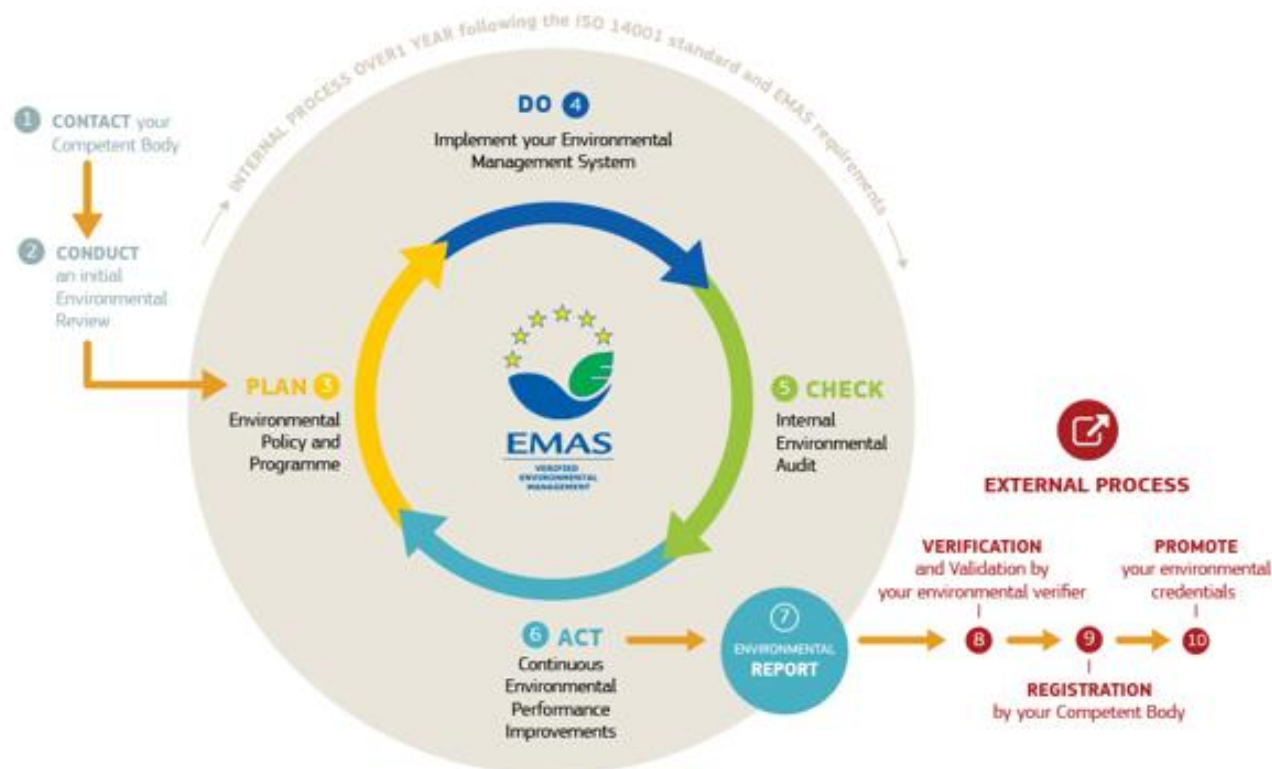 INTERNAL PROCESS OVER1 YEAR following the ISO 14001 standard and EMAS requirements
1 CONTACT your
Competent Body
2 CONDUCT
an initial
Environmental
Review
PLAN 3
Environmental
Policy and
Programme
DO 4
Implement your Environmental
Management System
5 CHECK
Internal
Environmental
Audit
EMAS
VERIFIED
ENVIRONMENTAL
MANAGEMENT
6 ACT
Continuous
Environmental
Performance
Improvements
7
ENVIRONMENTAL
REPORT
EXTERNAL PROCESS
VERIFICATION
and Validation by
your environmental verifier
8
9
REGISTRATION
by your Competent Body
PROMOTE
your environmental
credentials
10